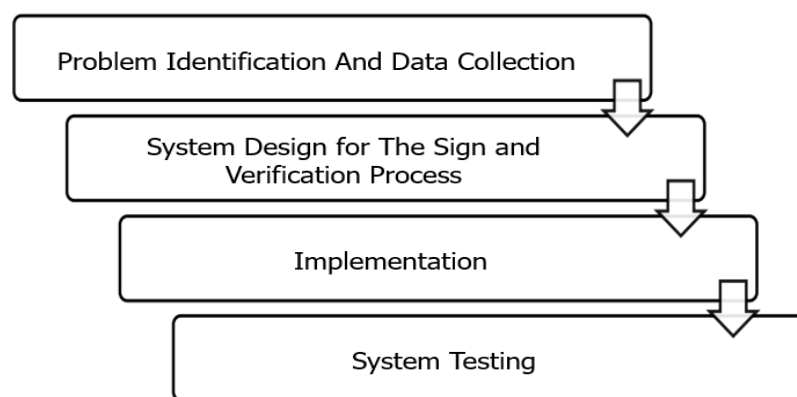 Problem Identification And Data Collection
System Design for The Sign and
Verification Process
Implementation
System Testing